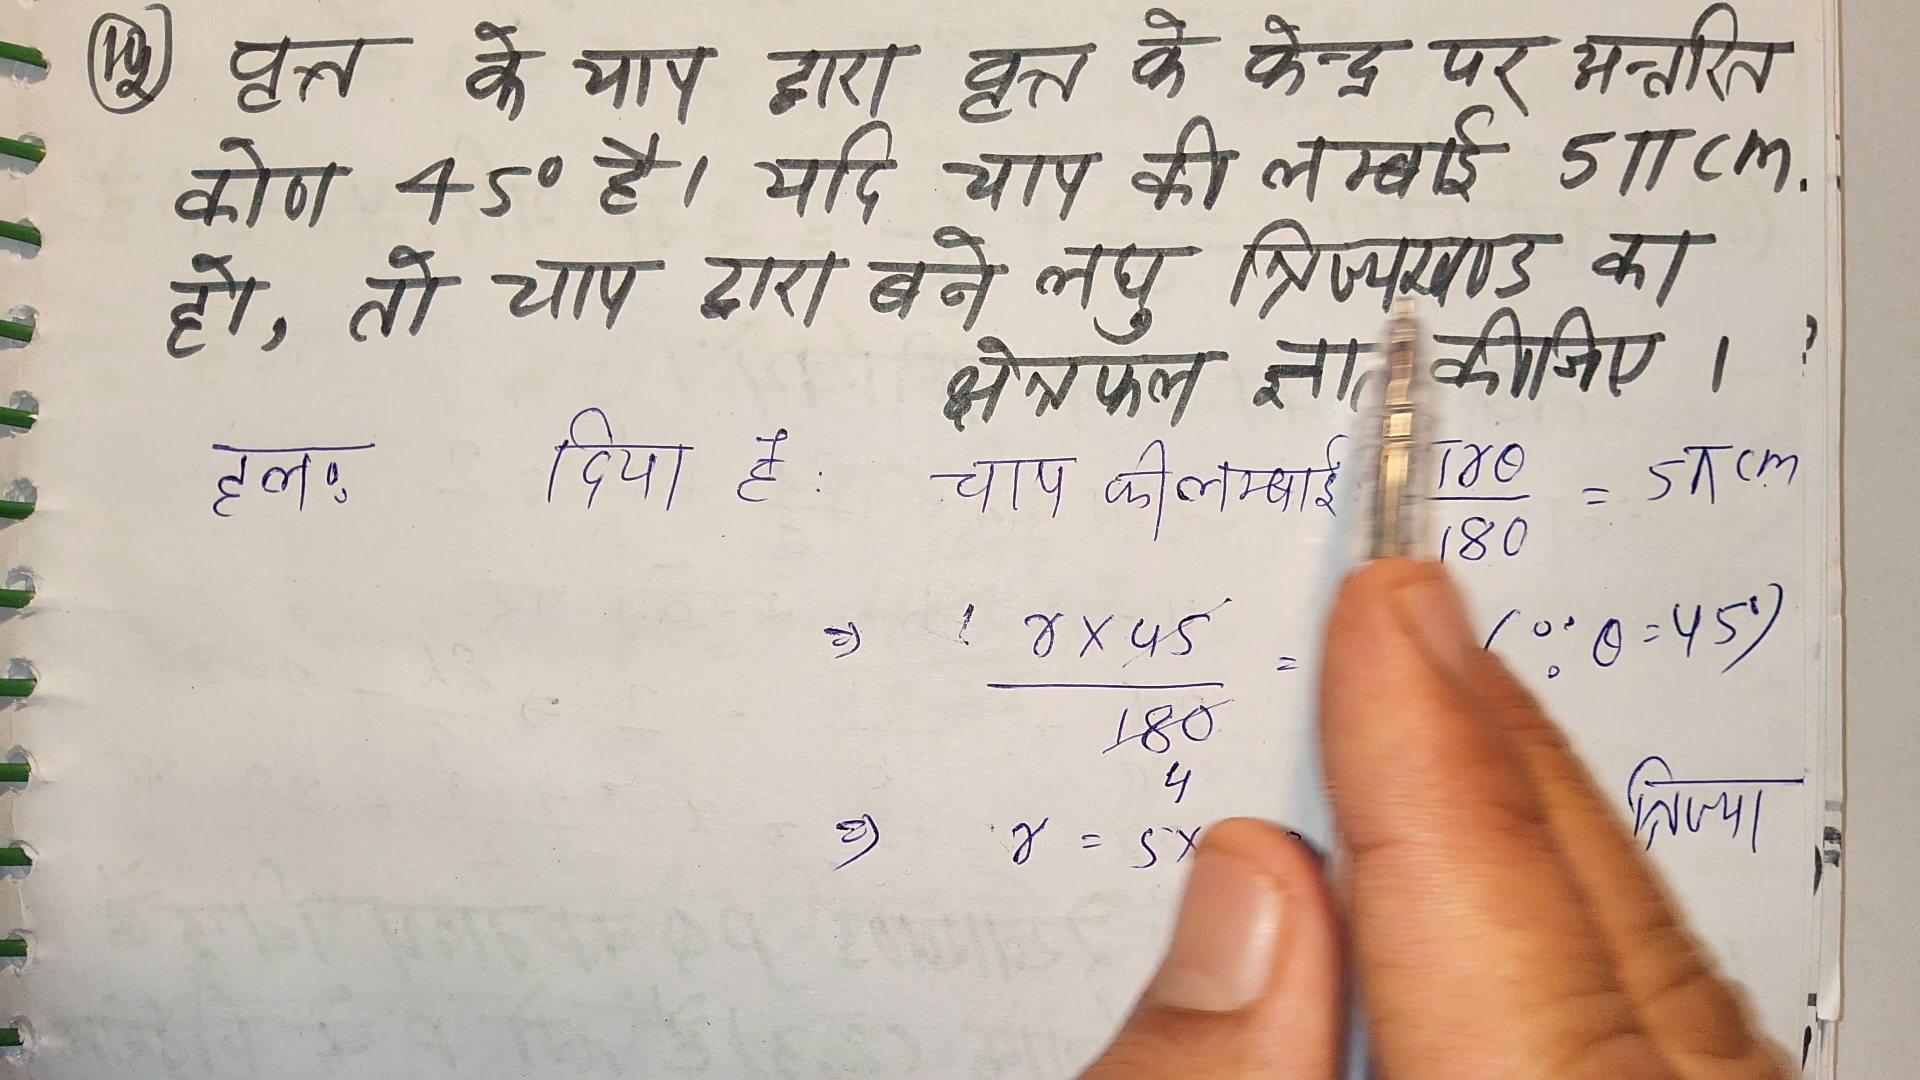 वृत्त के चाप द्वारा वृत्त के केन्द्र पर अन्तरित
कोण 45° है। यदि चाप की लम्बाई 5π cm.
हो, तो चाप द्वारा बने लघु त्रिज्यखण्ड का
क्षेत्रफल कीजिए । ?
हलः दिया है : चाप की लम्बाई πrθ/180 = 5π cm
⇒ r × 45/180 = (∵ θ = 45°)
4
⇒ r = 5× त्रिज्या